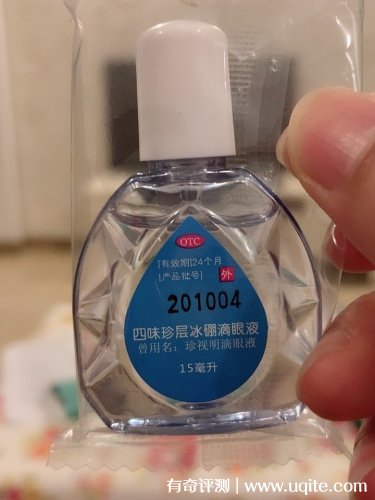 OTC
[有效期]24个月
[产品批号]
外
201004
四味珍层冰硼滴眼液
曾用名：珍视明滴眼液
15毫升
有奇评测 | www.uqite.com